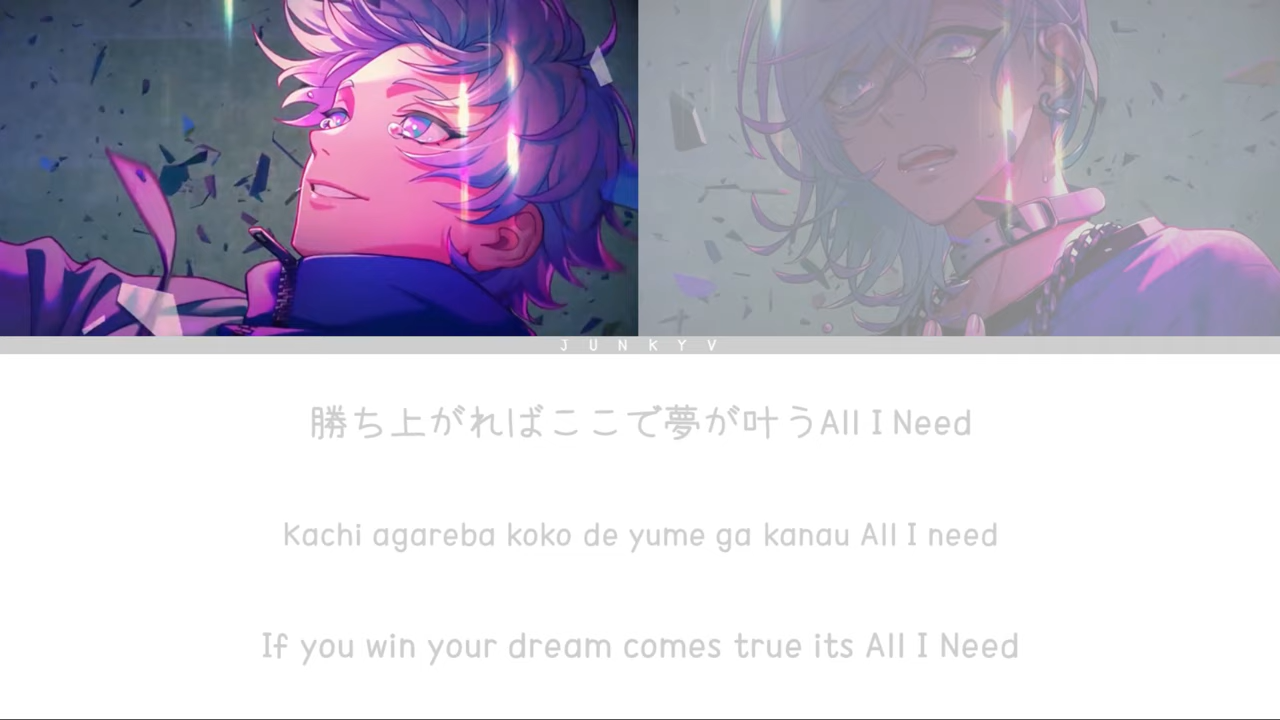 JUNKYV
勝ち上がればここで夢が叶うAll I Need
Kachi agareba koko de yume ga kanau All I need
If you win your dream comes true its All I Need